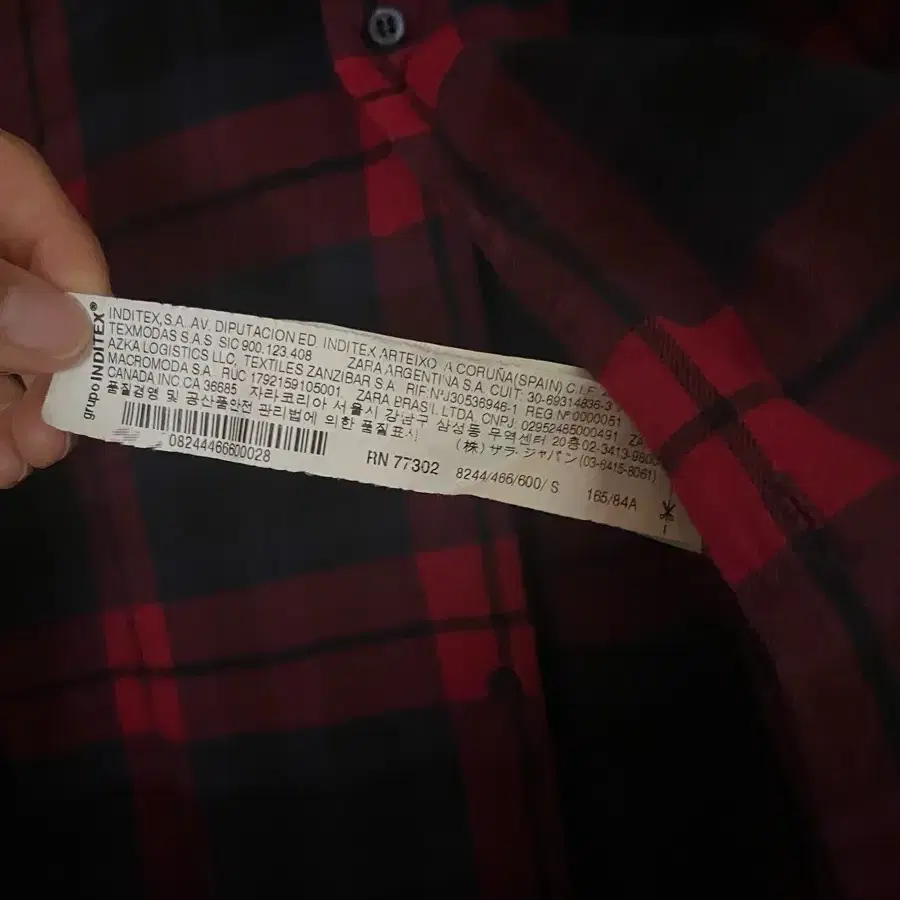 grupo INDITEX®
INDITEX, S.A. AV. DIPUTACION ED INDITEX, ARTEIXO A CORUÑA (SPAIN) C.I.F.
TEXMODAS S.A.S SIC 900.123.408 ZARA ARGENTINA S.A. CUIT: 30-69314836-3
AZKA LOGISTICS LLC, TEXTILES ZANZIBAR S.A. RIF. Nº J30536946-1 REG Nº 0000051
MACROMODA S.A.. RUC 1792159105001, ZARA BRASIL LTDA. CNPJ 02952485000491
CANADA, INC CA 36685 자라코리아 서울시 강남구 삼성동 무역센터 20층 02-3413-9800
품질경영 및 공산품안전 관리법에 의한 품질표시 (株) ザラ・ジャパン (03-6415-8061)
08244466600028 RN 77302 8244/466/600/ S 165/84A